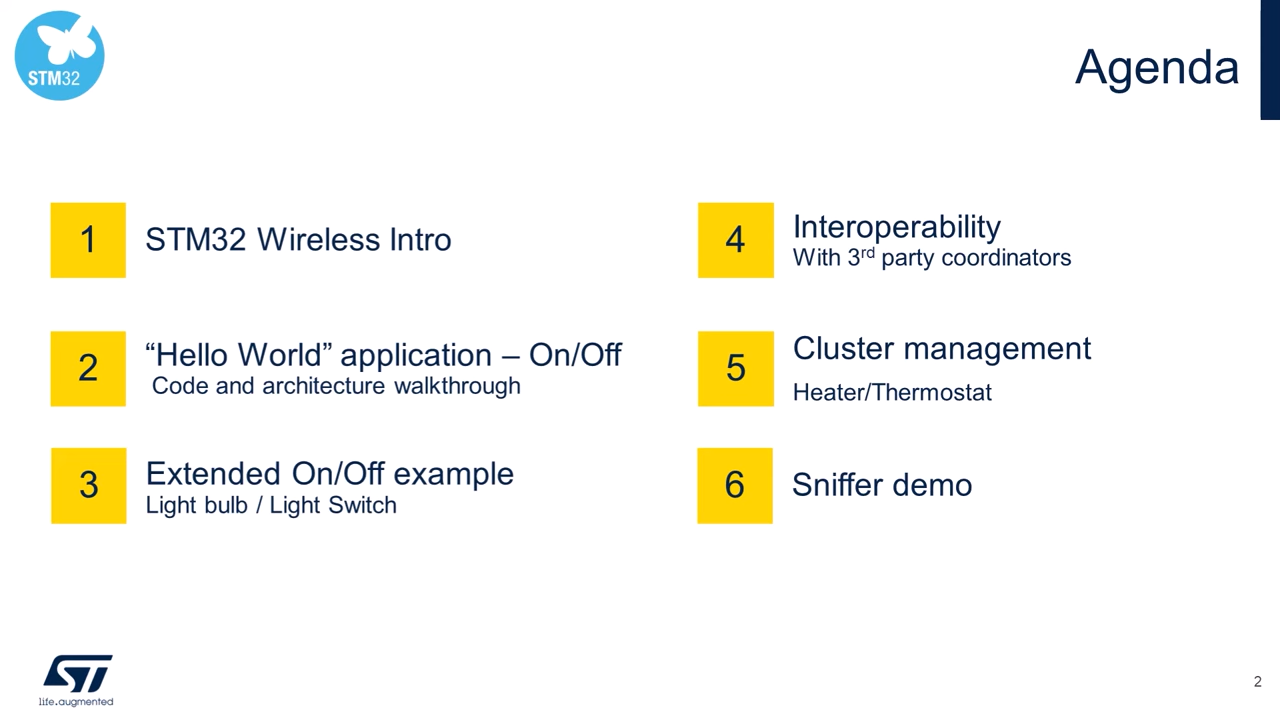 STM32
Agenda
1
STM32 Wireless Intro
2
“Hello World” application – On/Off
Code and architecture walkthrough
3
Extended On/Off example
Light bulb / Light Switch
4
Interoperability
With 3rd party coordinators
5
Cluster management
Heater/Thermostat
6
Sniffer demo
ST
life.augmented
2